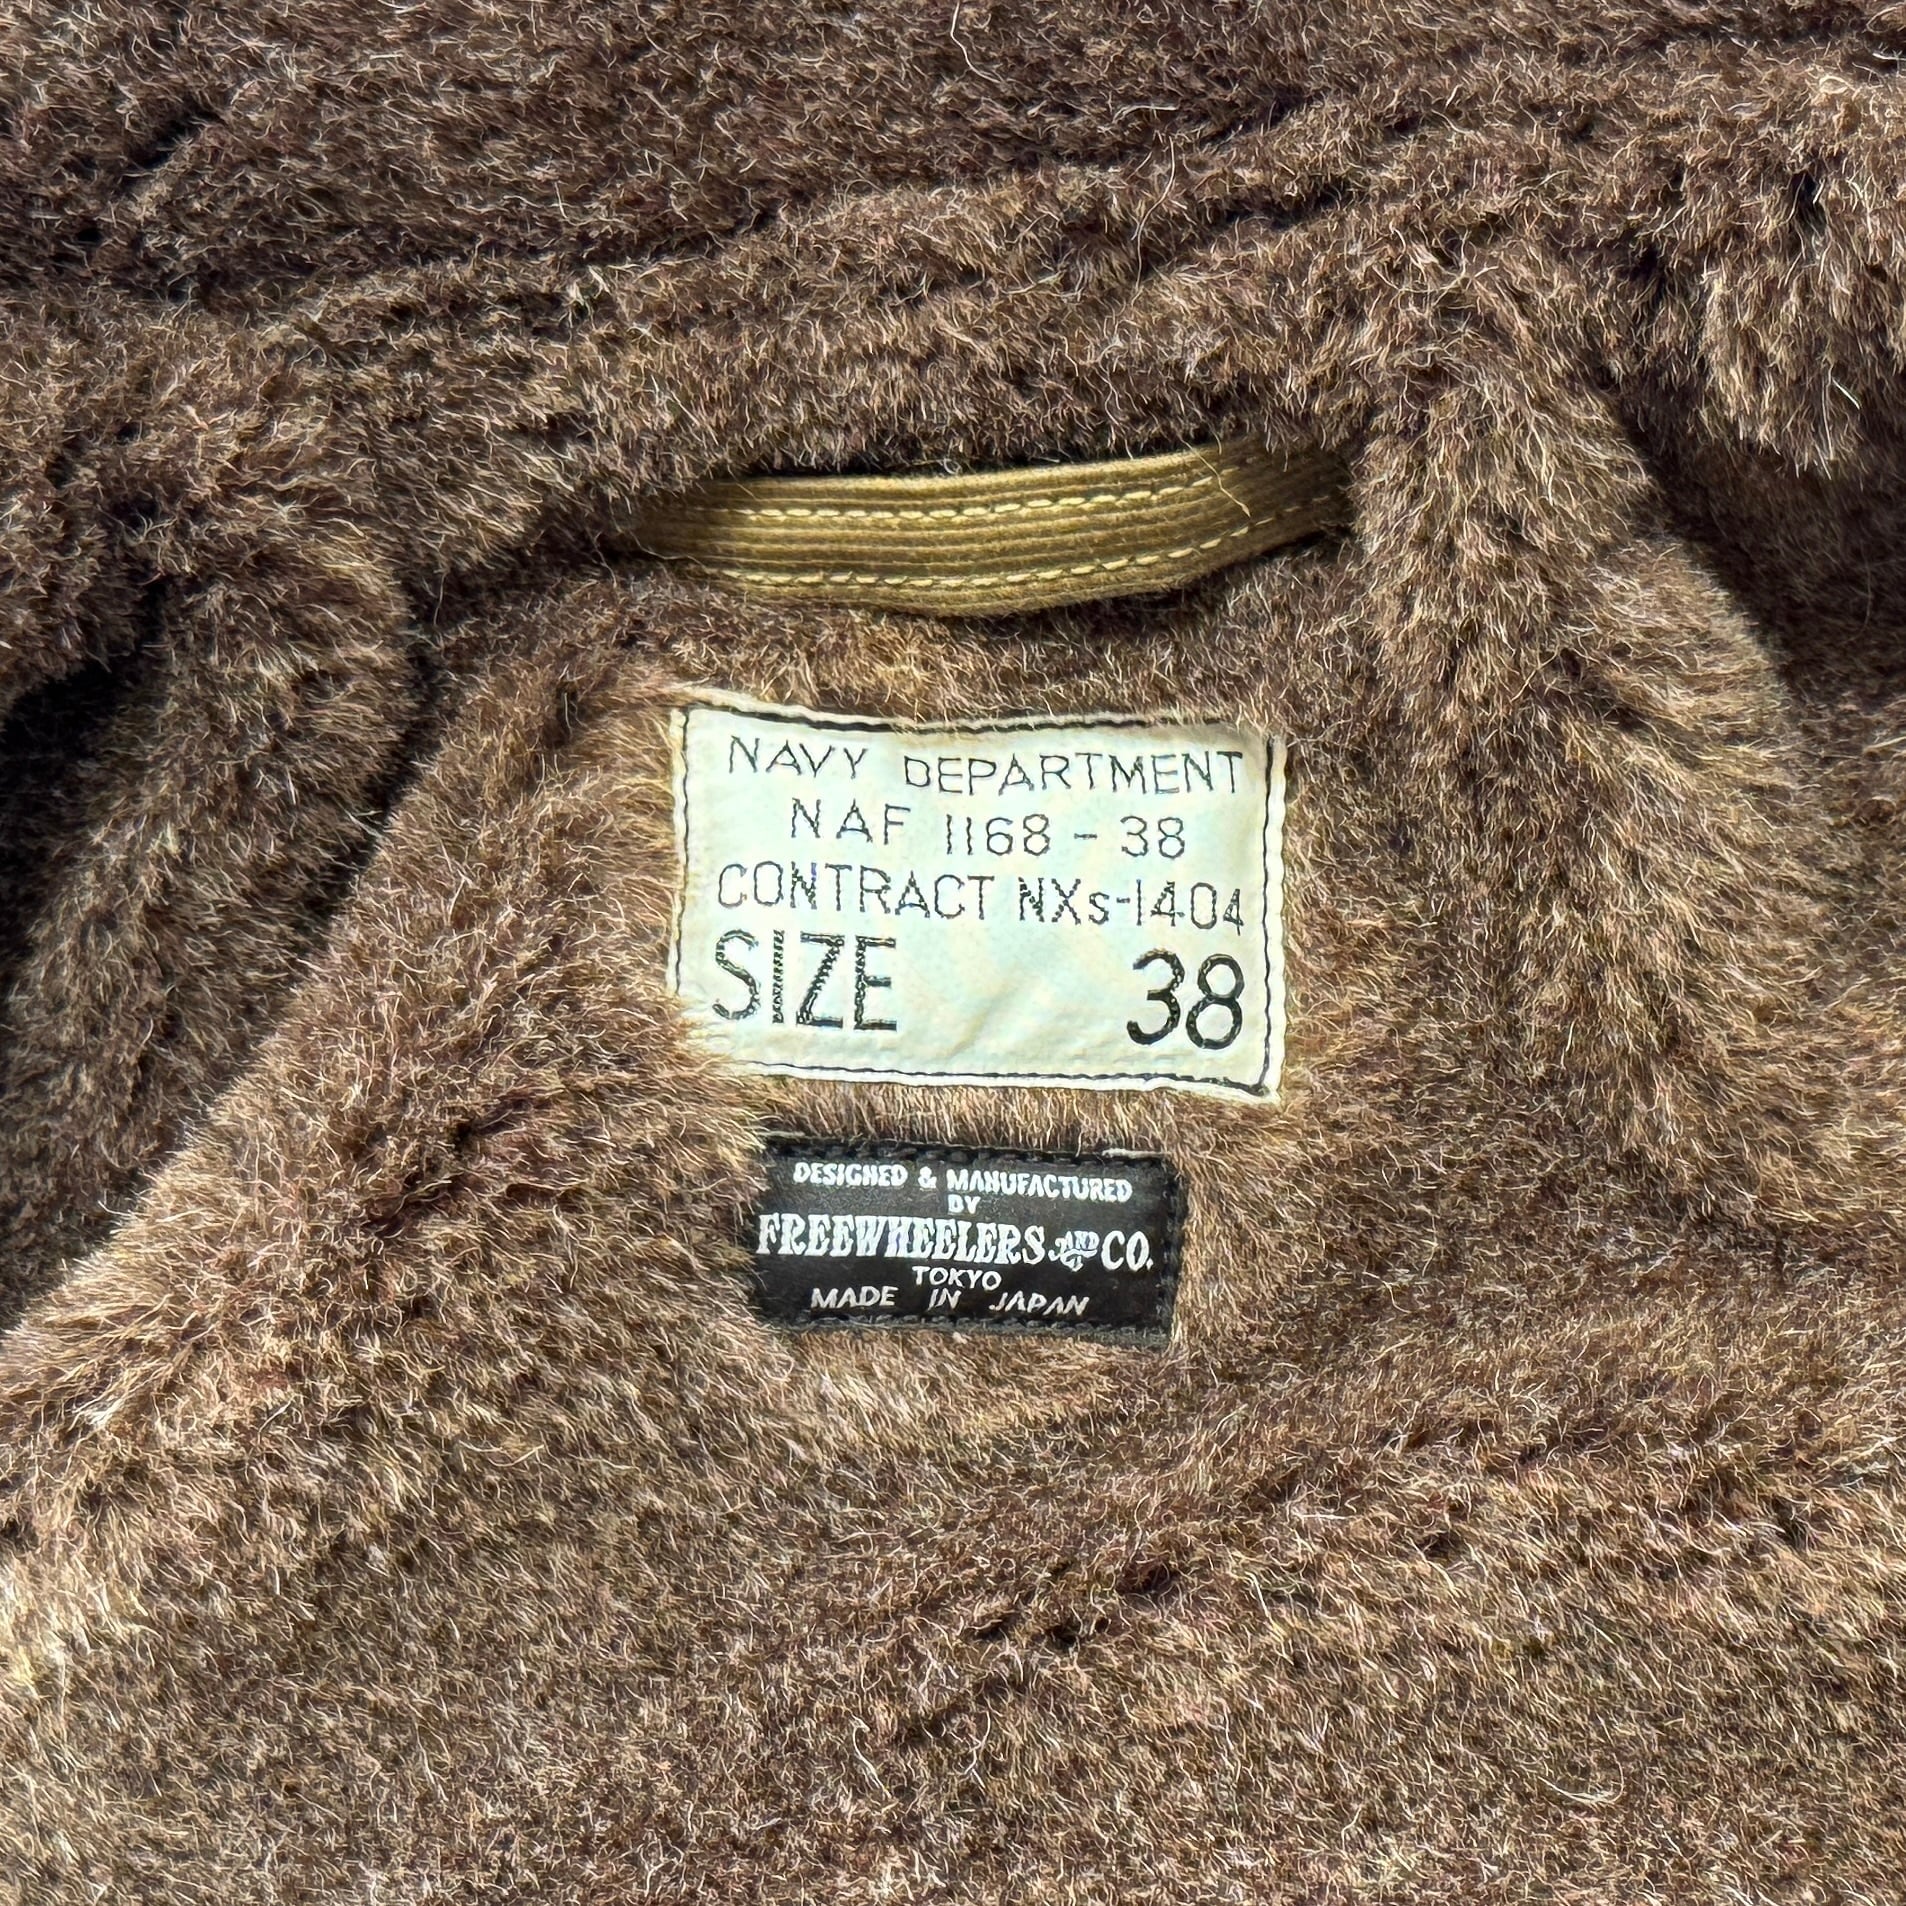 NAVY DEPARTMENT
NAF 1168 - 38
CONTRACT NXs-1404
SIZE 38
DESIGNED & MANUFACTURED
BY
FREEWHEELERS AND CO.
TOKYO
MADE IN JAPAN